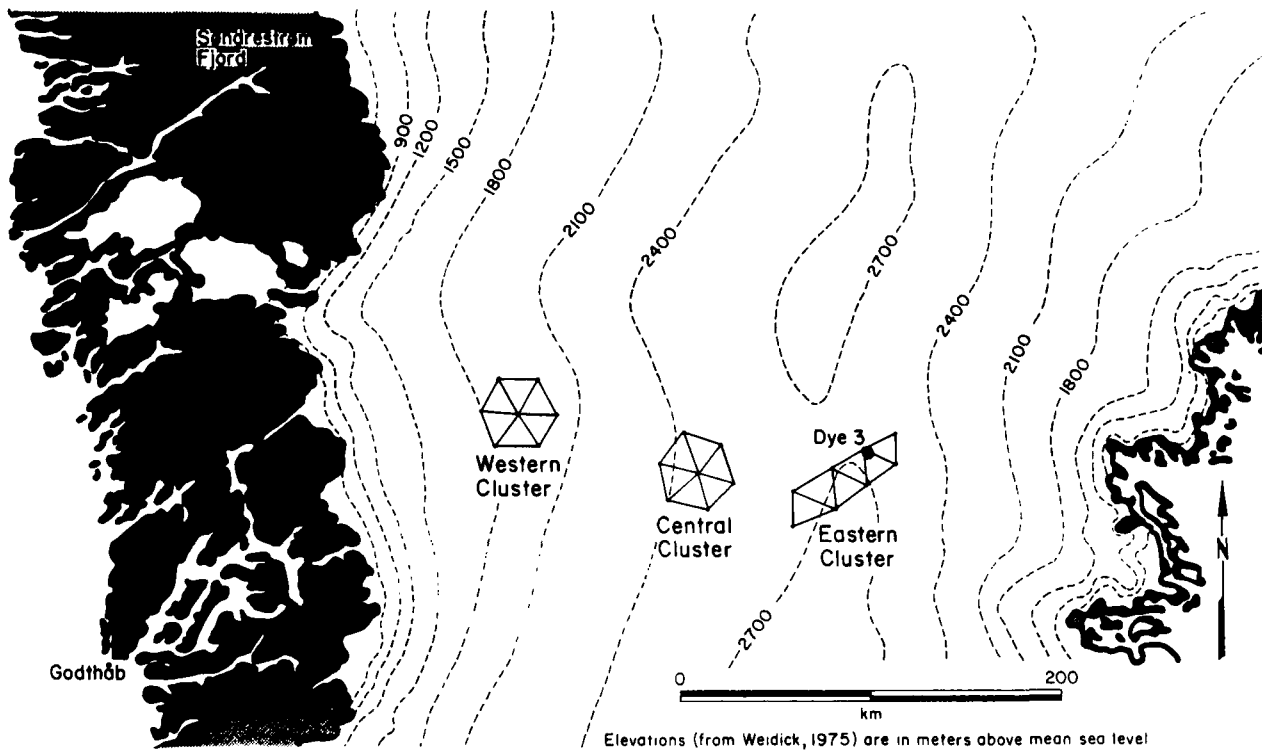 Søndrestrøm
Fjord
900
1200
1500
1800
2100
2400
2700
2400
2100
1800
Dye 3
Western
Cluster
Central
Cluster
Eastern
Cluster
N
2700
Godthåb
0 200
km
Elevations (from Weidick, 1975) are in meters above mean sea level